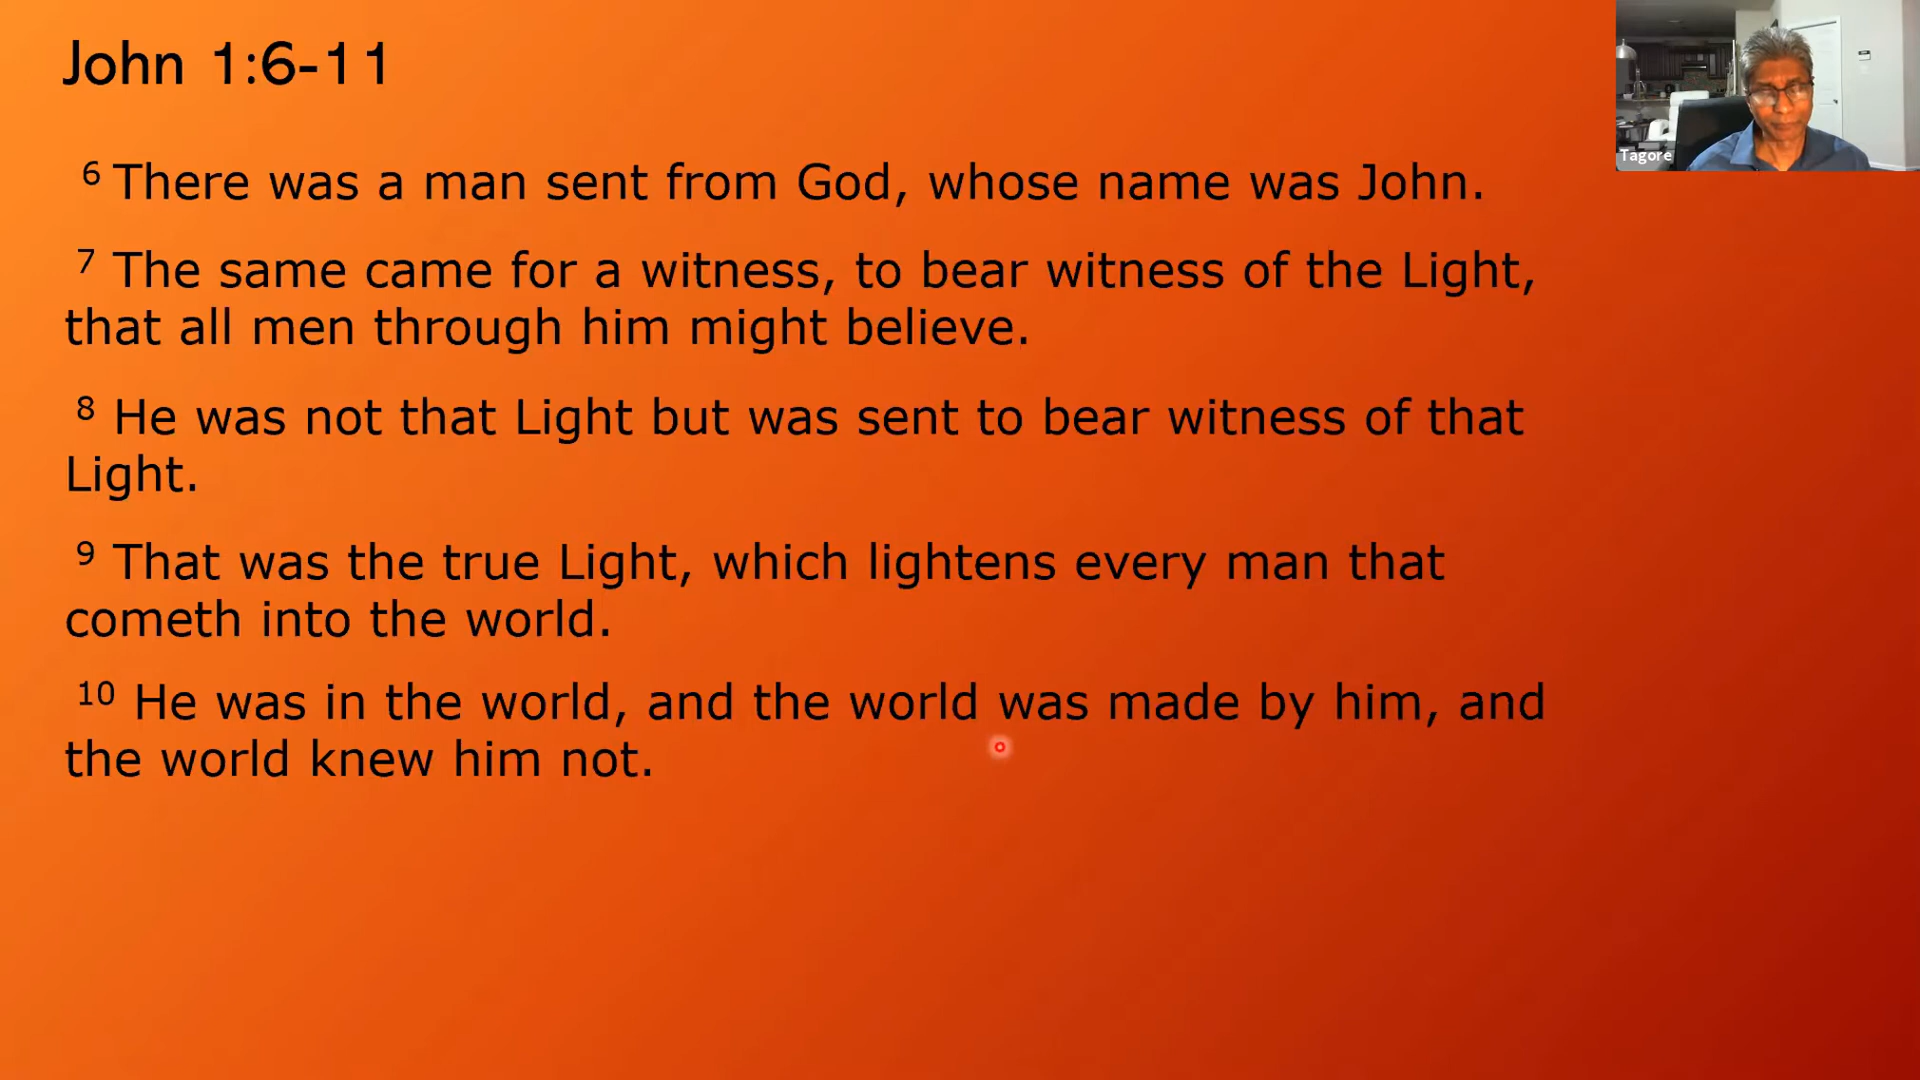 John 1:6-11
Tagore
6 There was a man sent from God, whose name was John.
7 The same came for a witness, to bear witness of the Light,
that all men through him might believe.
8 He was not that Light but was sent to bear witness of that
Light.
9 That was the true Light, which lightens every man that
cometh into the world.
10 He was in the world, and the world was made by him, and
the world knew him not.